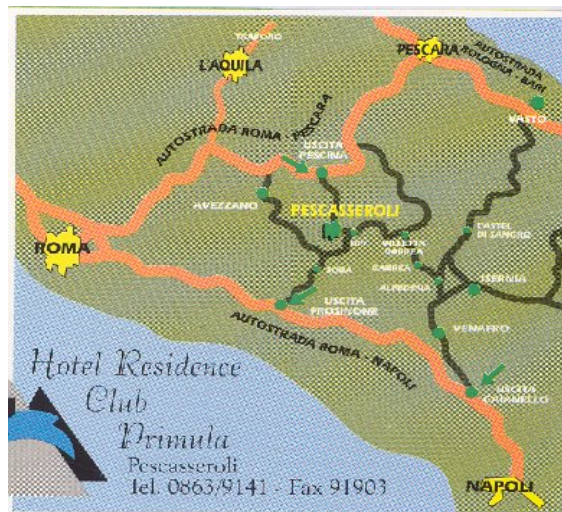 TRAFORO
L'AQUILA
PESCARA
AUTOSTRADA
BOLOGNA - BARI
VASTO
AUTOSTRADA ROMA - PESCARA
USCITA
PESCINA
AVEZZANO
PESCASSEROLI
CASTEL
DI SANGRO
VILLETTA
BARREA
BARREA
ALFEDENA
ISERNIA
ROMA
SORA
USCITA
FROSINONE
VENAFRO
AUTOSTRADA ROMA - NAPOLI
USCITA
CAIANELLO
NAPOLI
Hotel Residence
Club
Primula
Pescasseroli
Tel. 0863/9141 - Fax 91903